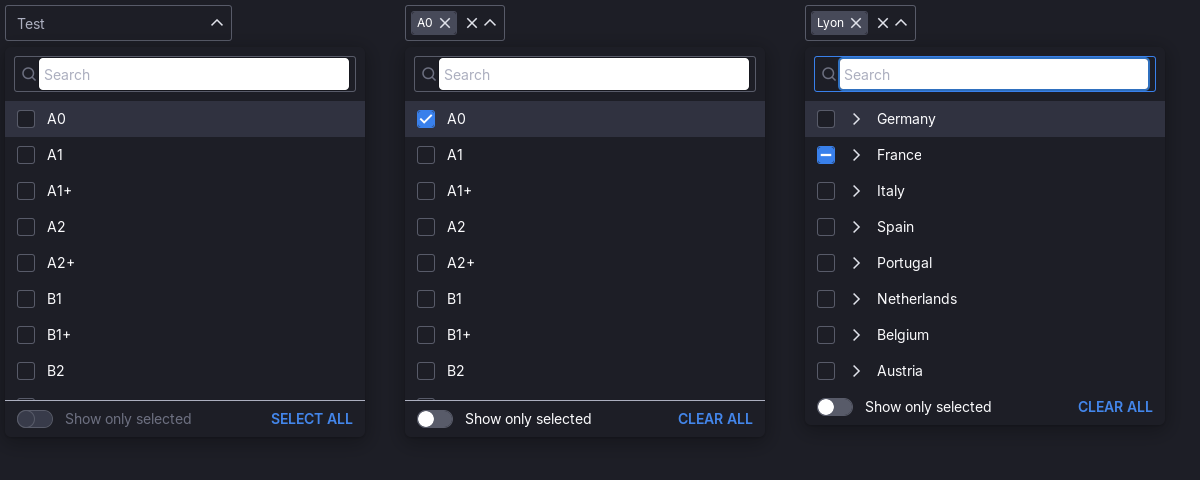 Test
Search
A0
A1
A1+
A2
A2+
B1
B1+
B2
Show only selected
SELECT ALL
A0
Search
A0
A1
A1+
A2
A2+
B1
B1+
B2
Show only selected
CLEAR ALL
Lyon
Search
Germany
France
Italy
Spain
Portugal
Netherlands
Belgium
Austria
Show only selected
CLEAR ALL